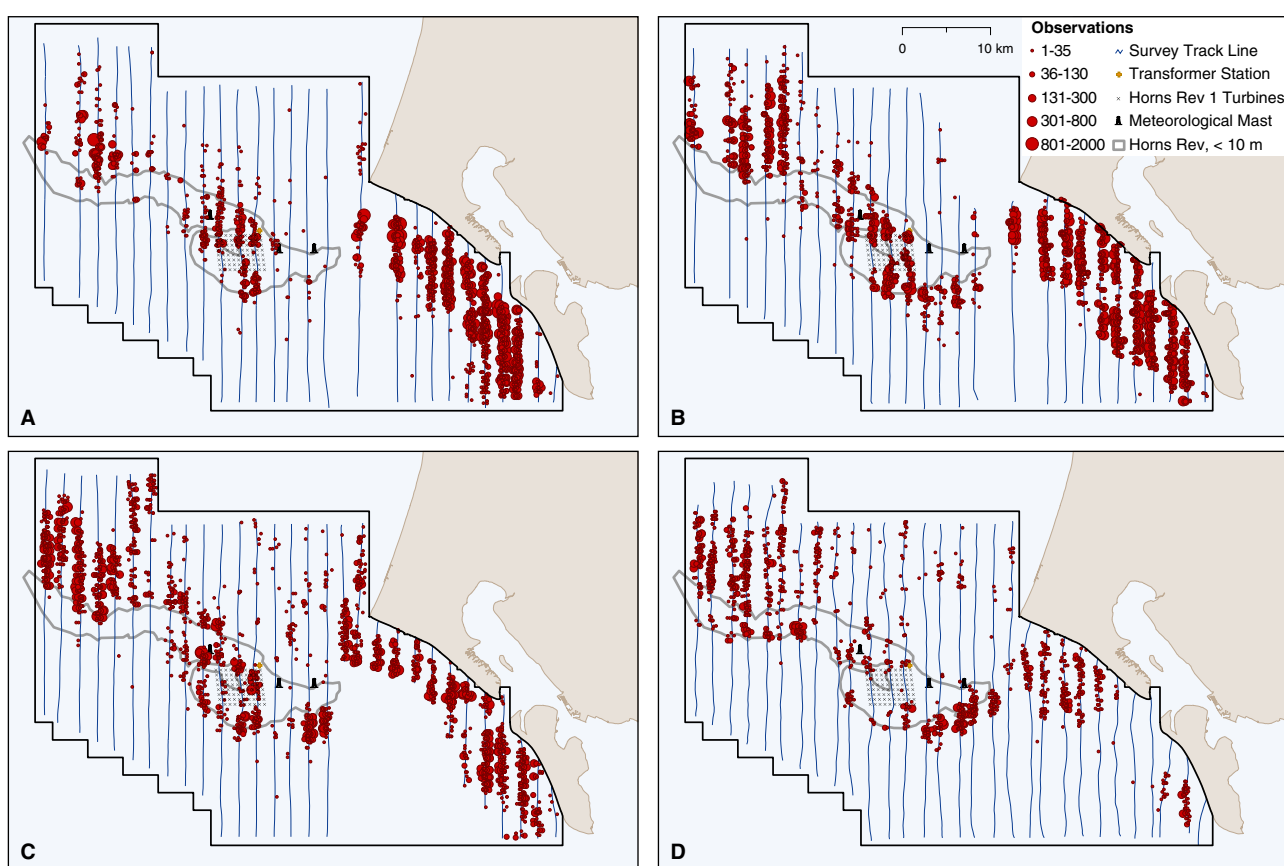 Observations
1-35
Survey Track Line
36-130
Transformer Station
131-300
Horns Rev 1 Turbines
301-800
Meteorological Mast
801-2000
Horns Rev, < 10 m
0 10 km
A
B
C
D